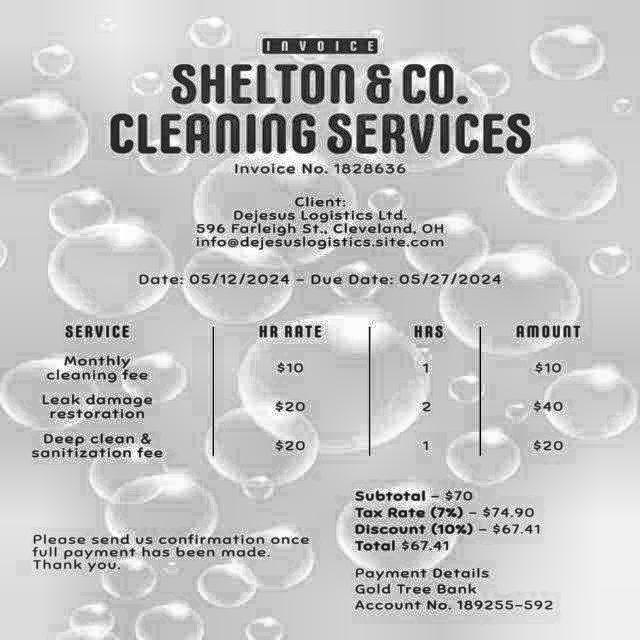 INVOICE
SHELTON & CO.
CLEANING SERVICES
Invoice No. 1828636
Client:
Dejesus Logistics Ltd.
596 Farleigh St., Cleveland, OH
info@dejesuslogistics.site.com
Date: 05/12/2024 – Due Date: 05/27/2024
SERVICE HR RATE HRS AMOUNT
Monthly
cleaning fee $10 1 $10
Leak damage
restoration $20 2 $40
Deep clean &
sanitization fee $20 1 $20
Subtotal – $70
Tax Rate (7%) – $74.90
Discount (10%) – $67.41
Total $67.41
Please send us confirmation once
full payment has been made.
Thank you.
Payment Details
Gold Tree Bank
Account No. 189255-592